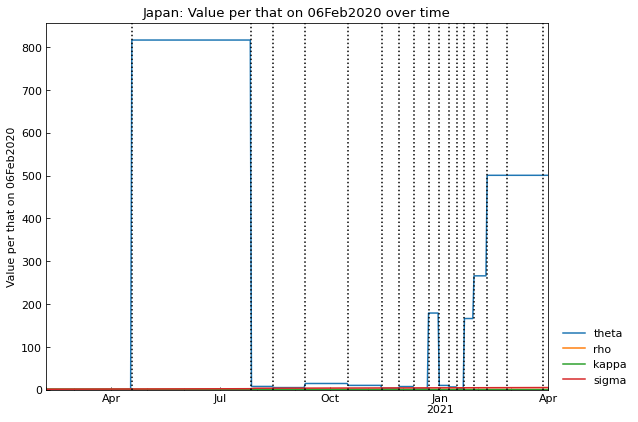 Japan: Value per that on 06Feb2020 over time
Value per that on 06Feb2020
800
700
600
500
400
300
200
100
0
Apr
Jul
Oct
Jan
2021
Apr
theta
rho
kappa
sigma